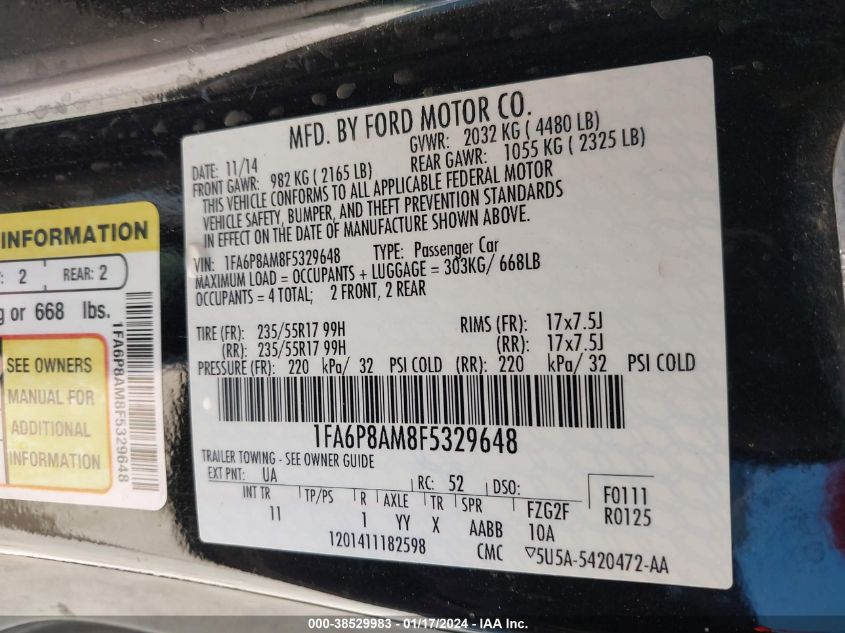 MFD. BY FORD MOTOR CO.
DATE: 11/14 GVWR: 2032 KG ( 4480 LB)
FRONT GAWR: 982 KG ( 2165 LB) REAR GAWR: 1055 KG ( 2325 LB)
THIS VEHICLE CONFORMS TO ALL APPLICABLE FEDERAL MOTOR
VEHICLE SAFETY, BUMPER, AND THEFT PREVENTION STANDARDS
IN EFFECT ON THE DATE OF MANUFACTURE SHOWN ABOVE.
VIN: 1FA6P8AM8F5329648 TYPE: Passenger Car
MAXIMUM LOAD = OCCUPANTS + LUGGAGE = 303KG/ 668LB
OCCUPANTS = 4 TOTAL; 2 FRONT, 2 REAR
TIRE (FR): 235/55R17 99H RIMS (FR): 17x7.5J
(RR): 235/55R17 99H (RR): 17x7.5J
PRESSURE (FR): 220 kPa/ 32 PSI COLD (RR): 220 kPa/ 32 PSI COLD
1FA6P8AM8F5329648
TRAILER TOWING - SEE OWNER GUIDE
EXT PNT: UA RC: 52 DSO:
INT TR TP/PS R AXLE TR SPR FZG2F F0111
11 1 YY X AABB 10A R0125
1201411182598 CMC ▽5U5A-5420472-AA
INFORMATION
2 REAR: 2
or 668 lbs.
SEE OWNERS
MANUAL FOR
ADDITIONAL
INFORMATION
1FA6P8AM8F5329648
000-38529983 - 01/17/2024 - IAA Inc.